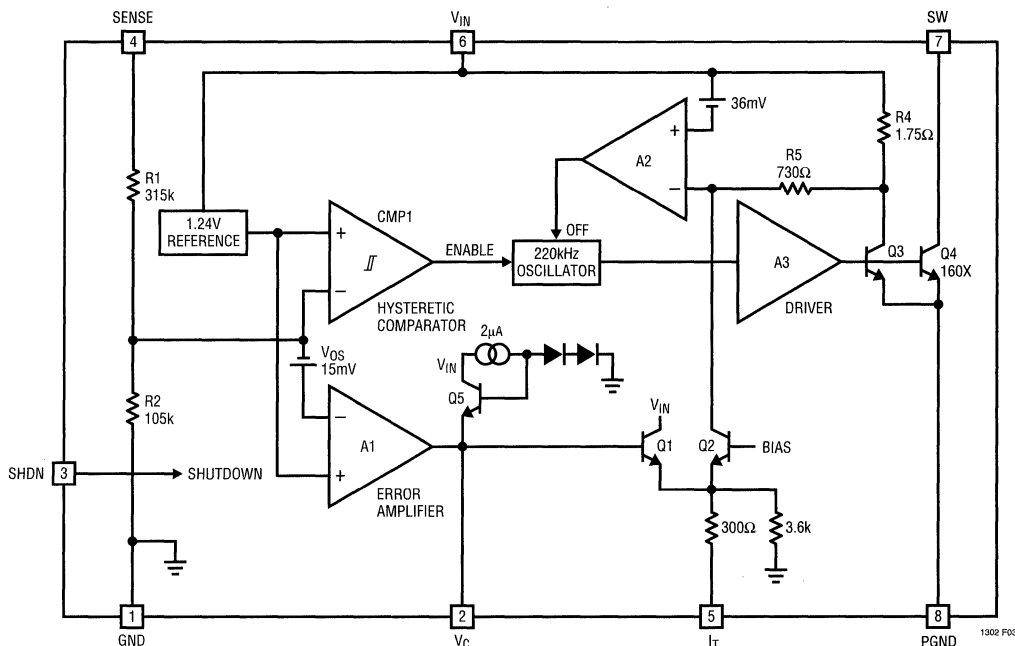 SENSE
VIN
SW
4
6
7
36mV
R4
1.75Ω
+
A2
−
R5
730Ω
R1
315k
1.24V
REFERENCE
CMP1
+
−
HYSTERETIC
COMPARATOR
ENABLE
OFF
220kHz
OSCILLATOR
A3
DRIVER
Q3
Q4
160X
VOS
15mV
2µA
VIN
Q5
R2
105k
−
A1
+
ERROR
AMPLIFIER
VIN
Q1
Q2
BIAS
SHDN
3
SHUTDOWN
300Ω
3.6k
1
2
5
8
GND
VC
IT
PGND
1302 F03